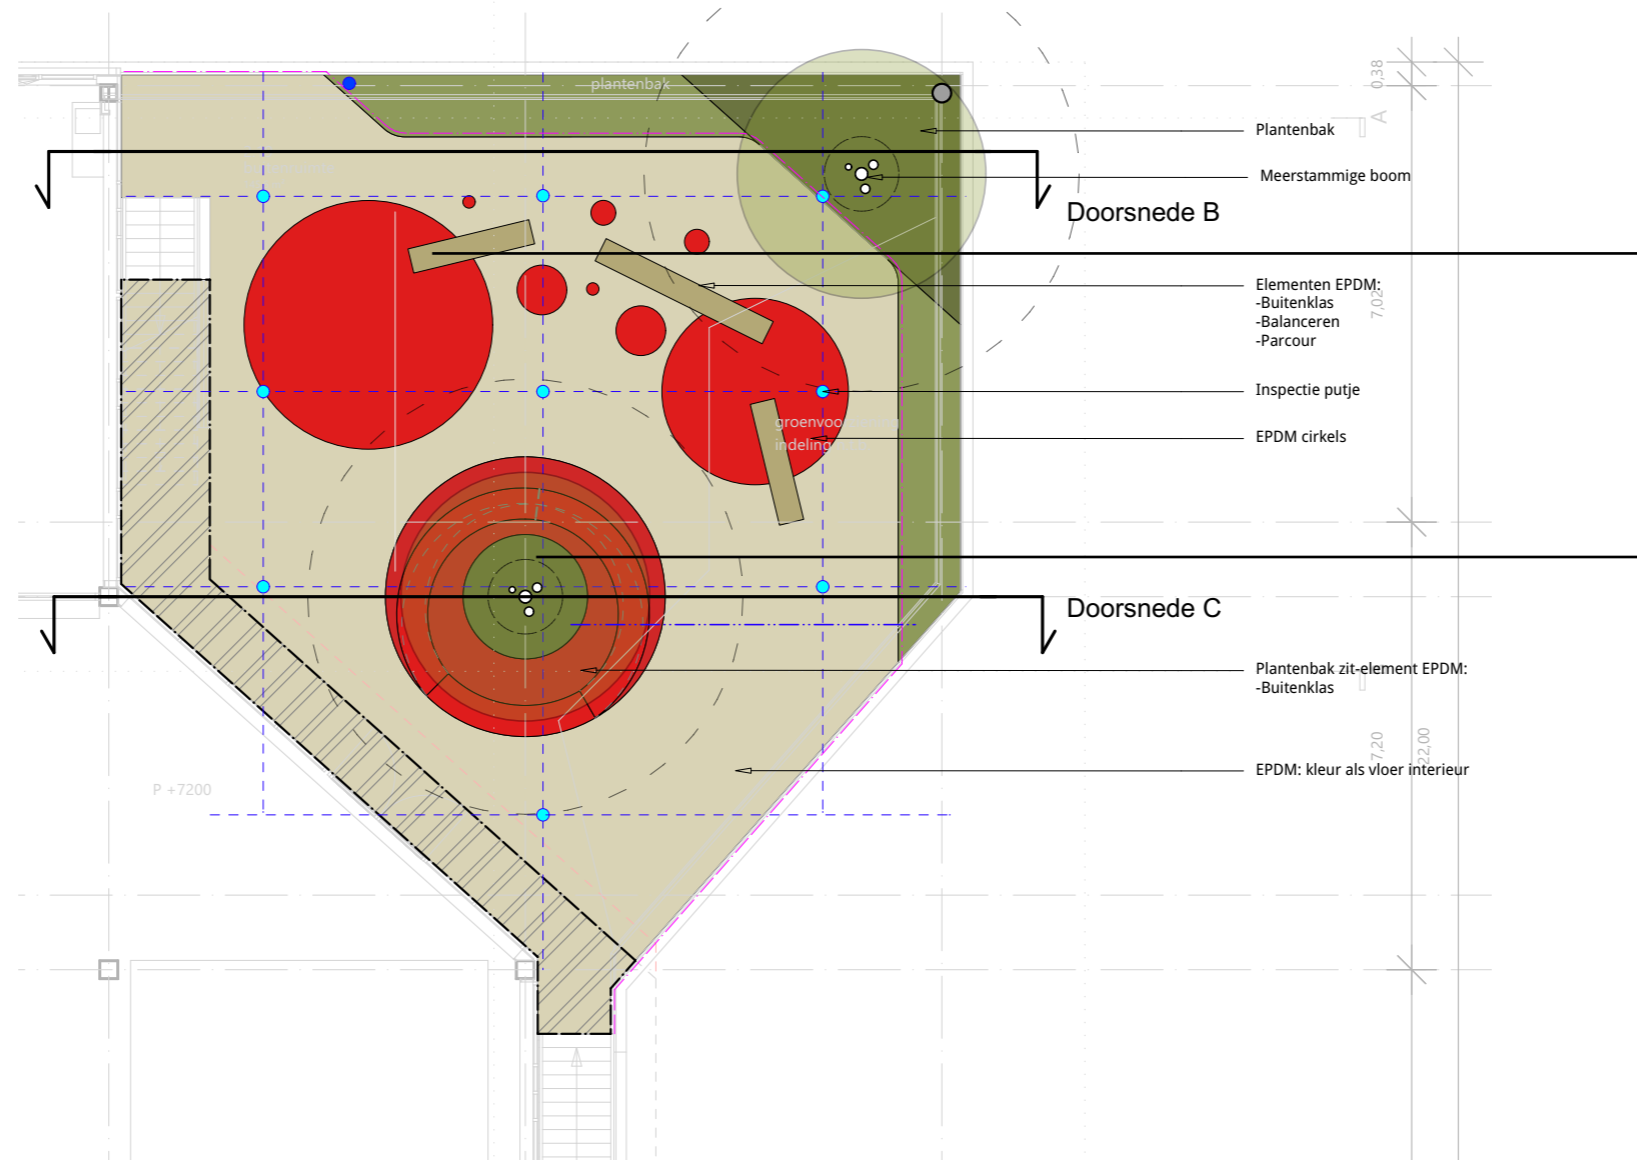 plantenbak
0,38
A
Plantenbak
Meerstammige boom
Doorsnede B
Elementen EPDM:
-Buitenklas
-Balanceren
-Parcour
7,02
Inspectie putje
groenvoo
indeling
EPDM cirkels
Doorsnede C
Plantenbak zit-element EPDM:
-Buitenklas
7,20
22,00
EPDM: kleur als vloer interieur
P +7200